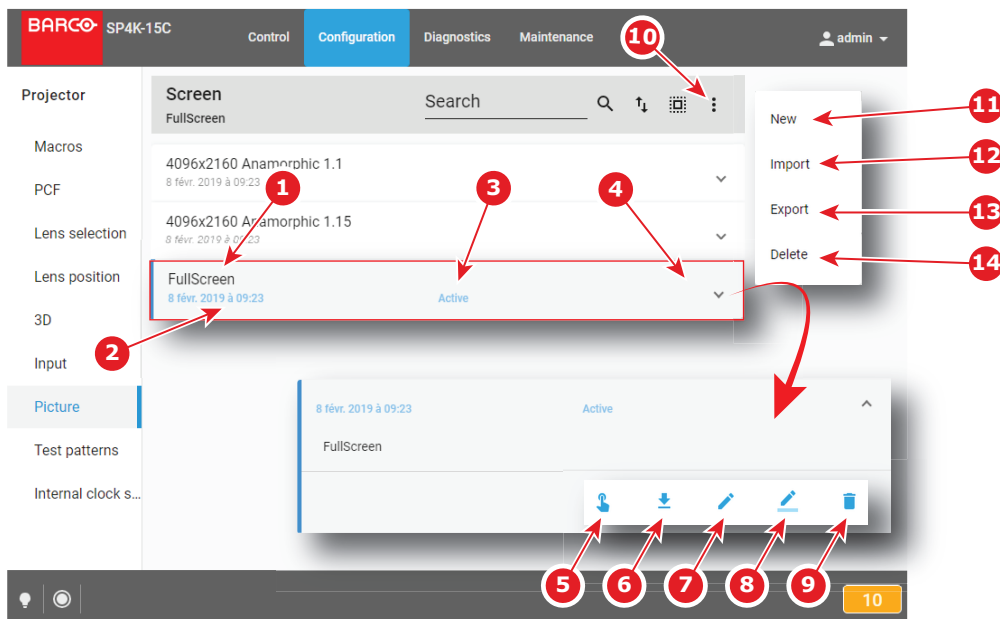 BARCO SP4K-15C Control Configuration Diagnostics Maintenance 10 admin
Projector
Macros
PCF
Lens selection
Lens position
3D
Input
Picture
Test patterns
Internal clock s...
Screen
FullScreen
Search
4096x2160 Anamorphic 1.1
8 févr. 2019 à 09:23
4096x2160 Anamorphic 1.15
8 févr. 2019 à 09:23
FullScreen
8 févr. 2019 à 09:23 Active
1
2
3
4
New 11
Import 12
Export 13
Delete 14
8 févr. 2019 à 09:23 Active
FullScreen
5 6 7 8 9
10